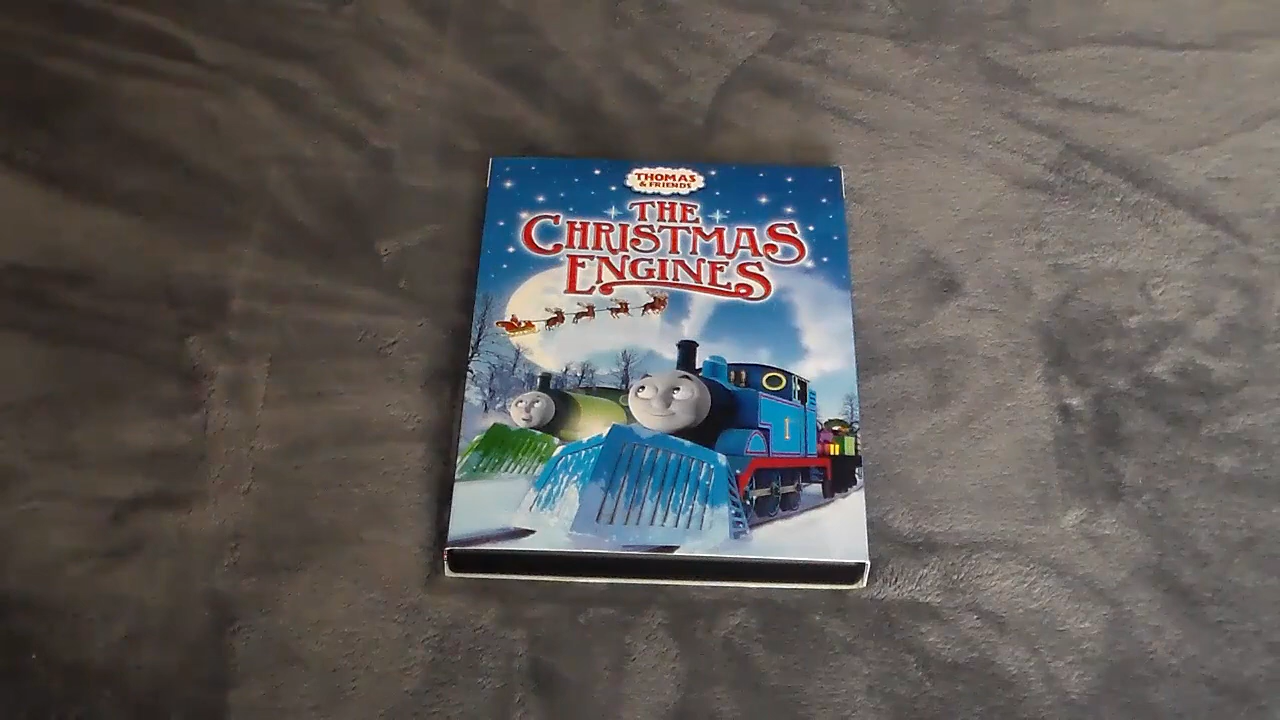 THOMAS
& FRIENDS
THE
CHRISTMAS
ENGINES
1